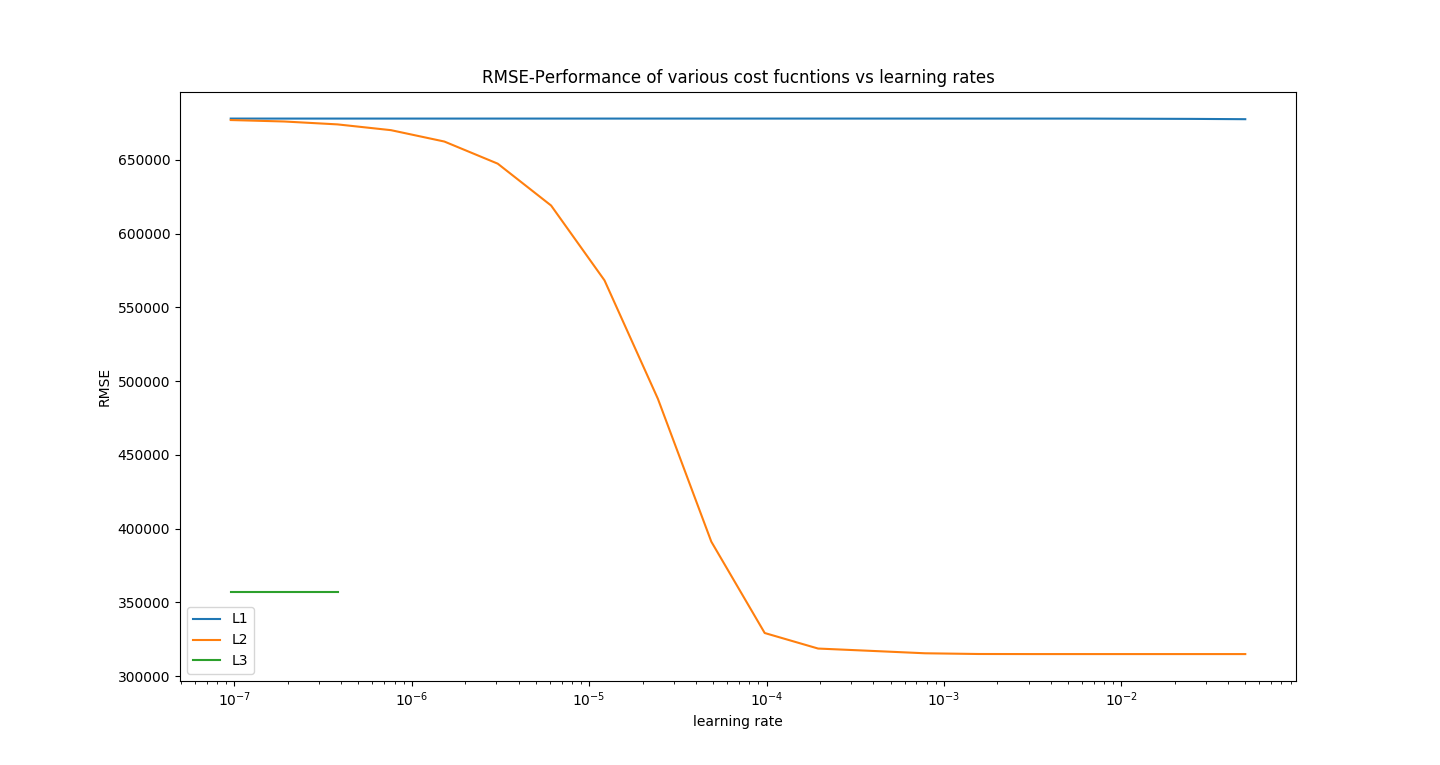 RMSE-Performance of various cost fucntions vs learning rates
650000
600000
550000
500000
450000
400000
350000
300000
RMSE
L1
L2
L3
10⁻⁷ 10⁻⁶ 10⁻⁵ 10⁻⁴ 10⁻³ 10⁻²
learning rate